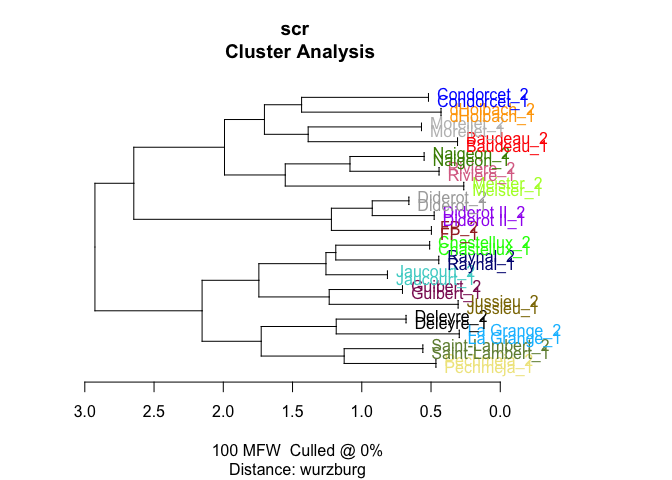 scr
Cluster Analysis
Condorcet_2
Condorcet_1
dHolbach_2
dHolbach_1
Morellet_2
Morellet_1
Baudeau_2
Baudeau_1
Naigeon_2
Naigeon_1
Riviere_2
Riviere_1
Meister_2
Meister_1
Diderot_2
Diderot_1
Diderot II_2
Diderot II_1
EP_2
EP_1
Chastellux_2
Chastellux_1
Raynal_2
Raynal_1
Jaucourt_2
Jaucourt_1
Guibert_2
Guibert_1
Jussieu_2
Jussieu_1
Deleyre_2
Deleyre_1
La Grange_2
La Grange_1
Saint-Lambert_2
Saint-Lambert_1
Pechmeja_2
Pechmeja_1
3.0 2.5 2.0 1.5 1.0 0.5 0.0
100 MFW Culled @ 0%
Distance: wurzburg